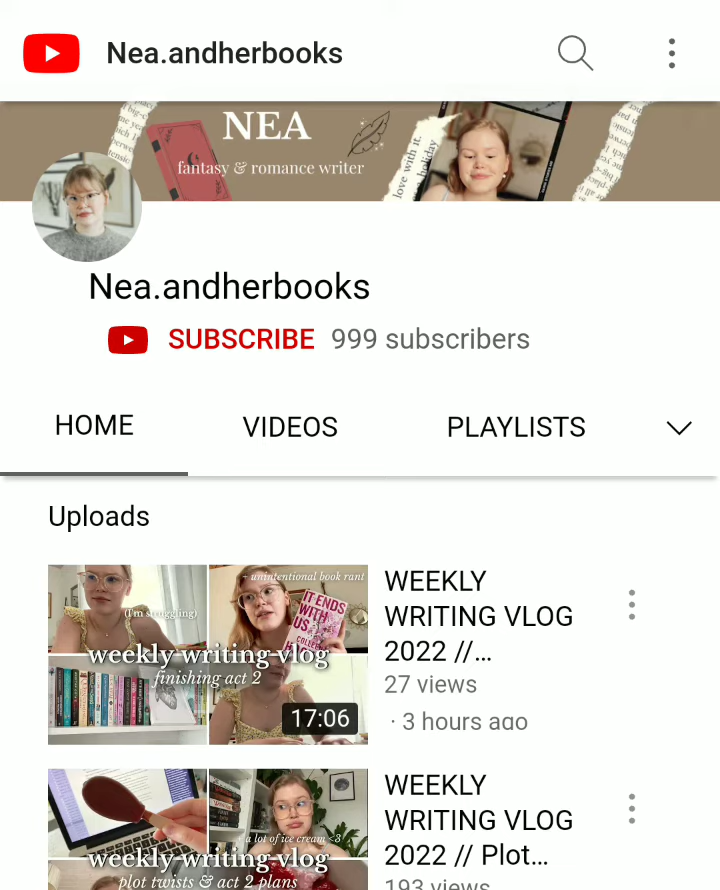 Nea.andherbooks
NEA
fantasy & romance writer
love with it.
holiday
Nea.andherbooks
SUBSCRIBE 999 subscribers
HOME VIDEOS PLAYLISTS
Uploads
+ unintentional book rant
(I'm struggling)
IT ENDS
WITH
US
weekly writing vlog
finishing act 2
17:06
WEEKLY
WRITING VLOG
2022 //...
27 views
· 3 hours ago
a lot of ice cream <3
weekly writing vlog
plot twists & act 2 plans
WEEKLY
WRITING VLOG
2022 // Plot...
193 views